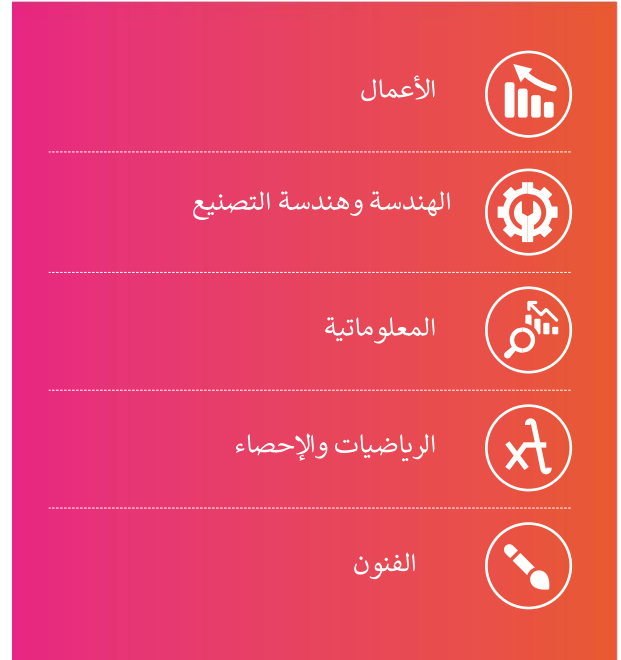 الأعمال
الهندسة وهندسة التصنيع
المعلوماتية
الرياضيات والإحصاء
الفنون